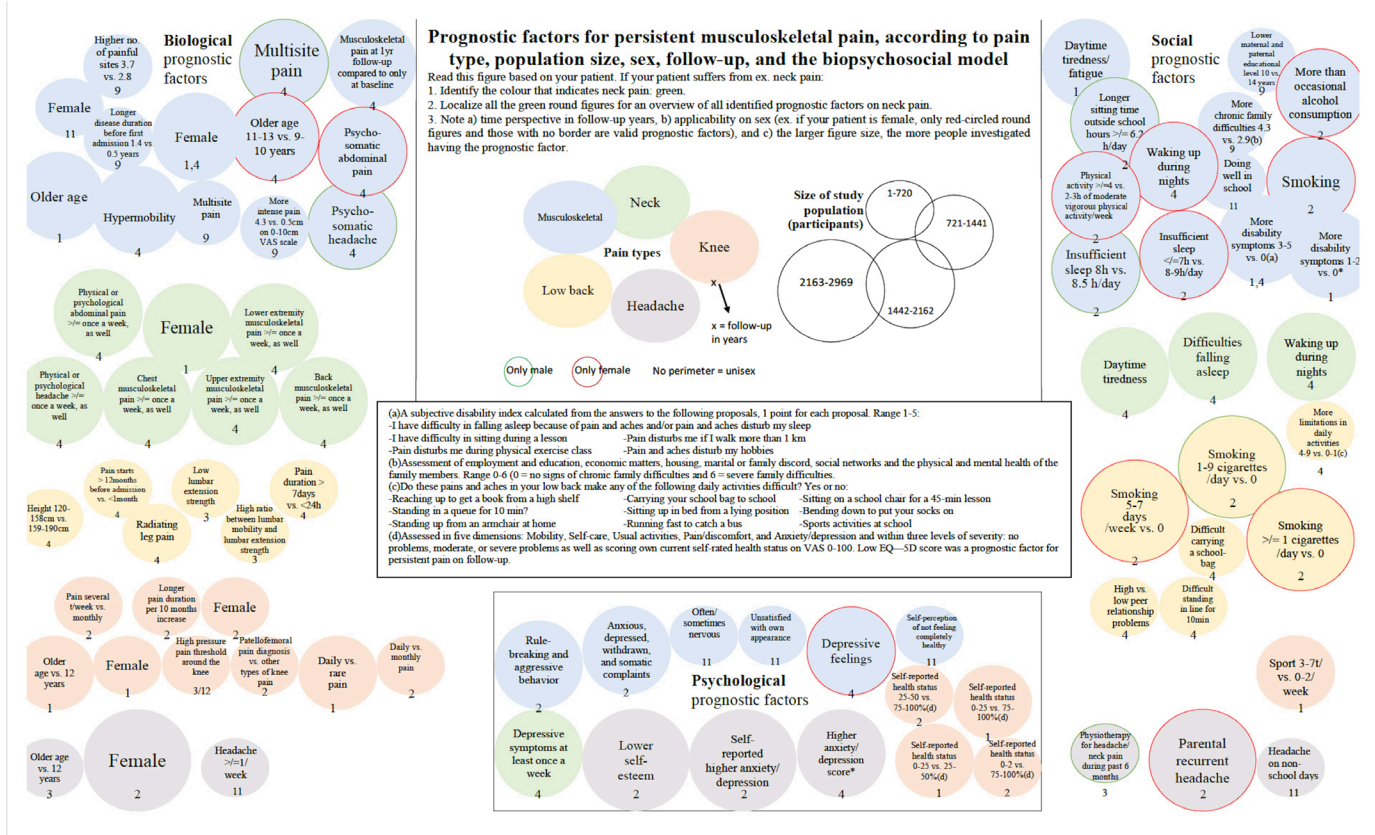 Prognostic factors for persistent musculoskeletal pain, according to pain
type, population size, sex, follow-up, and the biopsychosocial model
Read this figure based on your patient. If your patient suffers from ex. neck pain:
1. Identify the colour that indicates neck pain: green.
2. Localize all the green round figures for an overview of all identified prognostic factors on neck pain.
3. Note a) time perspective in follow-up years, b) applicability on sex (ex. if your patient is female, only red-circled round
figures and those with no border are valid prognostic factors), and c) the larger figure size, the more people investigated
having the prognostic factor.
Biological
prognostic
factors
Higher no.
of painful
sites 3.7
vs. 2.8
9
Multisite
pain
4
Musculoskeletal
pain at 1yr
follow-up
compared to only
at baseline
4
Female
11
Longer
disease duration
before first
admission 1.4 vs.
0.5 years
9
Female
1,4
Older age
11-13 vs. 9-
10 years
4
Psycho-
somatic
abdominal
pain
4
Older age
1
Hypermobility
4
Multisite
pain
9
More
intense pain
4.3 vs. 0.5cm
on 0-10cm
VAS scale
9
Psycho-
somatic
headache
4
Physical or
psychological
abdominal pain
>/= once a week,
as well
4
Female
1
Lower extremity
musculoskeletal
pain >/= once a
week, as well
4
Physical or
psychological
headache >/=
once a week, as
well
4
Chest
musculoskeletal
pain >/= once a
week, as well
4
Upper extremity
musculoskeletal
pain >/= once a
week, as well
4
Back
musculoskeletal
pain >/= once a
week, as well
4
Pain starts
> 12months
before admission
vs. <1month
4
Low
lumbar
extension
strength
3
Pain
duration >
7days
vs. <24h
4
Height 120-
158cm vs.
159-190cm
4
Radiating
leg pain
4
High ratio
between lumbar
mobility and
lumbar extension
strength
3
Pain several
t/week vs.
monthly
2
Longer
pain duration
per 10 months
increase
2
Female
2
Older
age vs. 12
years
1
Female
1
High pressure
pain threshold
around the
knee
3/12
Patellofemoral
pain diagnosis
vs. other
types of knee
pain
2
Daily vs.
rare
pain
1
Daily vs.
monthly
pain
2
Older age
vs. 12
years
3
Female
2
Headache
>/=1/
week
11
Musculoskeletal
Neck
Knee
x
Pain types
Low back
Headache
x = follow-up
in years
Size of study
population
(participants)
1-720
721-1441
2163-2969
1442-2162
Only male
Only female
No perimeter = unisex
(a)A subjective disability index calculated from the answers to the following proposals, 1 point for each proposal. Range 1-5:
-I have difficulty in falling asleep because of pain and aches and/or pain and aches disturb my sleep
-I have difficulty in sitting during a lesson -Pain disturbs me if I walk more than 1 km
-Pain disturbs me during physical exercise class -Pain and aches disturb my hobbies
(b)Assessment of employment and education, economic matters, housing, marital or family discord, social networks and the physical and mental health of the
family members. Range 0-6 (0 = no signs of chronic family difficulties and 6 = severe family difficulties.
(c)Do these pains and aches in your low back make any of the following daily activities difficult? Yes or no:
-Reaching up to get a book from a high shelf -Carrying your school bag to school -Sitting on a school chair for a 45-min lesson
-Standing in a queue for 10 min? -Sitting up in bed from a lying position -Bending down to put your socks on
-Standing up from an armchair at home -Running fast to catch a bus -Sports activities at school
(d)Assessed in five dimensions: Mobility, Self-care, Usual activities, Pain/discomfort, and Anxiety/depression and within three levels of severity: no
problems, moderate, or severe problems as well as scoring own current self-rated health status on VAS 0-100. Low EQ—5D score was a prognostic factor for
persistent pain on follow-up.
Psychological
prognostic factors
Rule-
breaking and
aggressive
behavior
2
Anxious,
depressed,
withdrawn,
and somatic
complaints
2
Often/
sometimes
nervous
11
Unsatisfied
with own
appearance
11
Depressive
feelings
4
Self-perception
of not feeling
completely
healthy
11
Self-reported
health status
25-50 vs.
75-100%(d)
2
Self-reported
health status
0-25 vs. 75-
100%(d)
1
Depressive
symptoms at
least once a
week
4
Lower
self-
esteem
2
Self-
reported
higher anxiety/
depression
2
Higher
anxiety/
depression
score*
4
Self-reported
health status
0-25 vs. 25-
50%(d)
1
Self-reported
health status
0-2 vs.
75-100%(d)
2
Social
prognostic
factors
Daytime
tiredness/
fatigue
1
Lower
maternal and
paternal
educational
level 10 vs.
14 years
9
More than
occasional
alcohol
consumption
2
Longer
sitting time
outside school
hours >/= 6.2
h/day
2
More
chronic family
difficulties 4.3
vs. 2.9(b)
9
Waking up
during
nights
4
Physical
activity >/=4 vs.
2-3h of moderate
vigorous physical
activity/week
2
Doing
well in
school
11
Smoking
2
Insufficient
sleep 8h vs.
8.5 h/day
2
Insufficient
sleep
</=7h vs.
8-9h/day
2
More
disability
symptoms 3-5
vs. 0(a)
1,4
More
disability
symptoms 1-2
vs. 0*
1
Daytime
tiredness
4
Difficulties
falling
asleep
4
Waking up
during
nights
4
More
limitations in
daily
activities
4-9 vs. 0-1(c)
4
Smoking
1-9 cigarettes
/day vs. 0
2
Smoking
5-7
days
/week vs. 0
2
Smoking
>/= 1 cigarettes
/day vs. 0
2
Difficult
carrying
a school-
bag
4
High vs.
low peer
relationship
problems
4
Difficult
standing
in line for
10min
4
Sport 3-7t/
vs. 0-2/
week
1
Physiotherapy
for headache/
neck pain
during past 6
months
3
Parental
recurrent
headache
2
Headache
on non-
school days
11